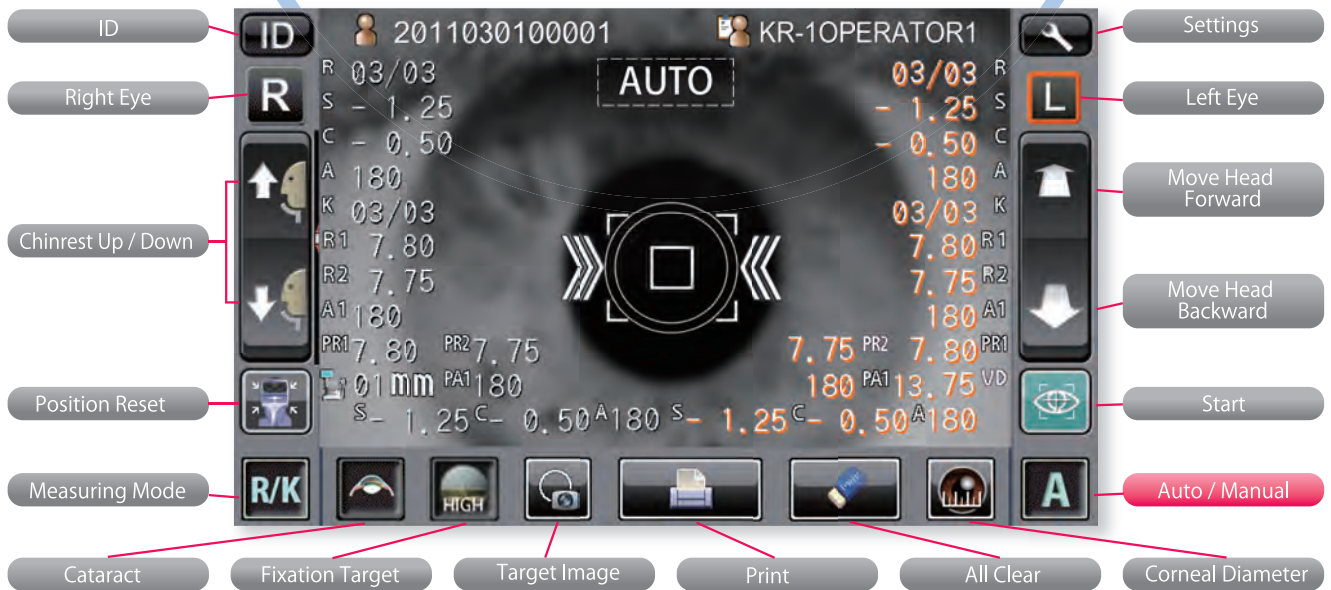 ID
Right Eye
Chinrest Up / Down
Position Reset
Measuring Mode
ID 2011030100001 KR-1OPERATOR1
R L
AUTO
R 03/03 03/03 R
S - 1.25 - 1.25 S
C - 0.50 - 0.50 C
A 180 180 A
K 03/03 03/03 K
R1 7.80 7.80 R1
R2 7.75 7.75 R2
A1 180 180 A1
PR1 7.80 PR2 7.75 7.75 PR2 7.80 PR1
01 mm PA1 180 180 PA1 13.75 VD
S - 1.25 C - 0.50 A 180 S - 1.25 C - 0.50 A 180
R/K HIGH A
Settings
Left Eye
Move Head
Forward
Move Head
Backward
Start
Auto / Manual
Cataract
Fixation Target
Target Image
Print
All Clear
Corneal Diameter